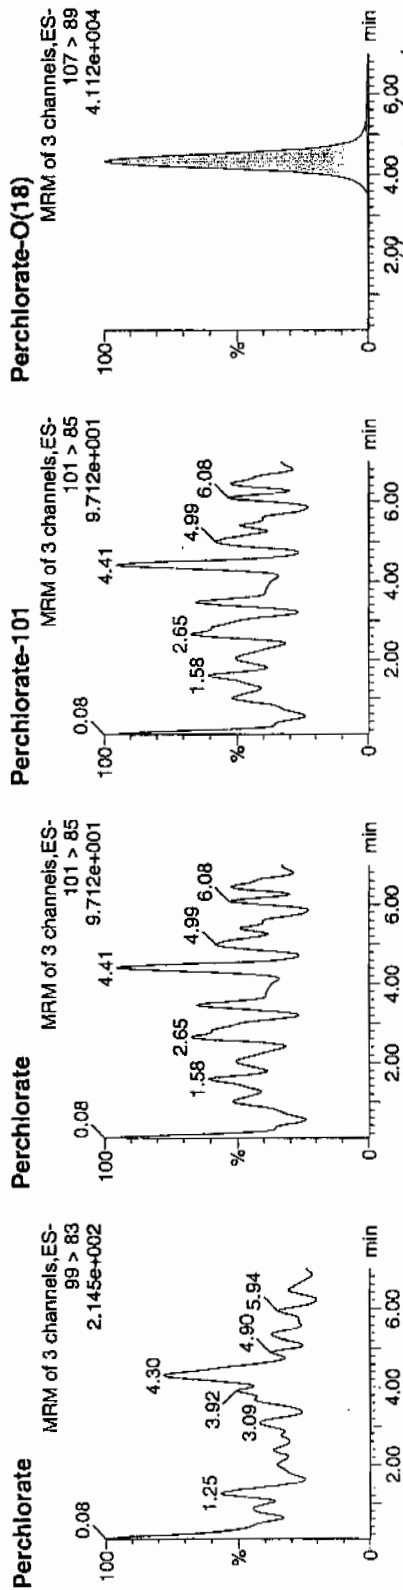 Perchlorate
MRM of 3 channels,ES-
99 > 83
2.145e+002
100
%
0
0.08
1.25
3.09
3.92
4.30
4.90
5.94
2.00
4.00
6.00
min
Perchlorate
MRM of 3 channels,ES-
101 > 85
9.712e+001
100
%
0
0.08
1.58
2.65
4.41
4.99
6.08
2.00
4.00
6.00
min
Perchlorate-101
MRM of 3 channels,ES-
101 > 85
9.712e+001
100
%
0
0.08
1.58
2.65
4.41
4.99
6.08
2.00
4.00
6.00
min
Perchlorate-O(18)
MRM of 3 channels,ES-
107 > 89
4.112e+004
100
%
0
2.00
4.00
6.00
min